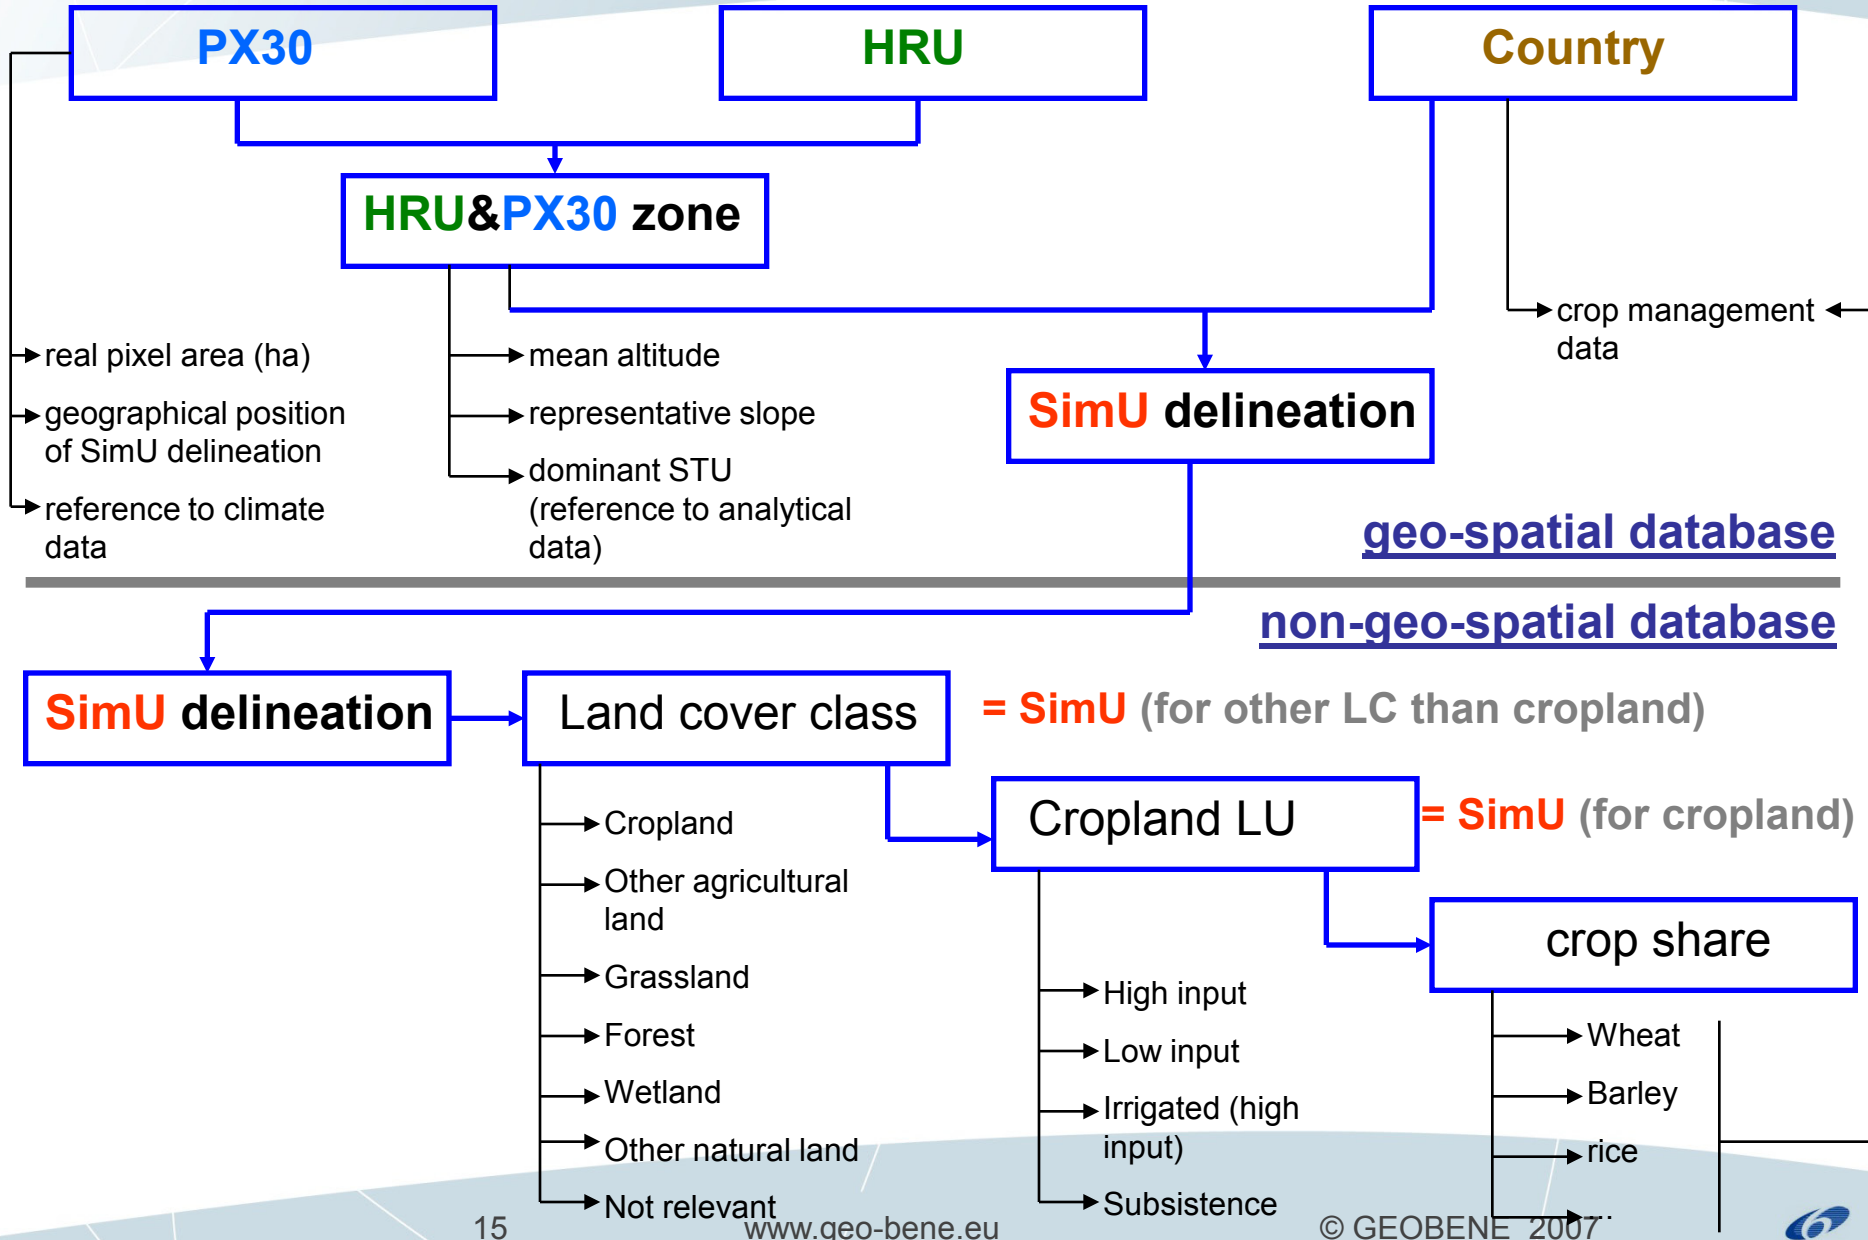 PX30
HRU
Country
HRU&PX30 zone
crop management
data
real pixel area (ha)
geographical position
of SimU delineation
reference to climate
data
mean altitude
representative slope
dominant STU
(reference to analytical
data)
SimU delineation
geo-spatial database
non-geo-spatial database
SimU delineation
Land cover class
= SimU (for other LC than cropland)
Cropland LU
= SimU (for cropland)
crop share
Cropland
Other agricultural
land
Grassland
Forest
Wetland
Other natural land
Not relevant
High input
Low input
Irrigated (high
input)
Subsistence
Wheat
Barley
rice
...
15
www.geo-bene.eu
© GEOBENE 2007
6